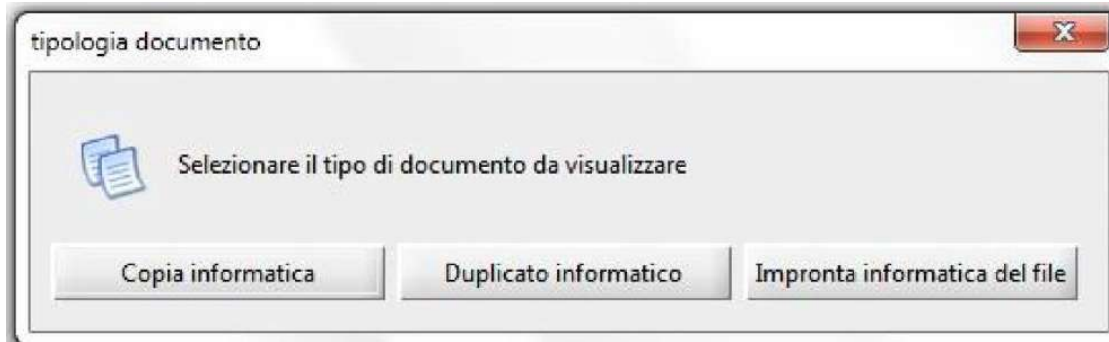 tipologia documento
Selezionare il tipo di documento da visualizzare
Copia informatica Duplicato informatico Impronta informatica del file